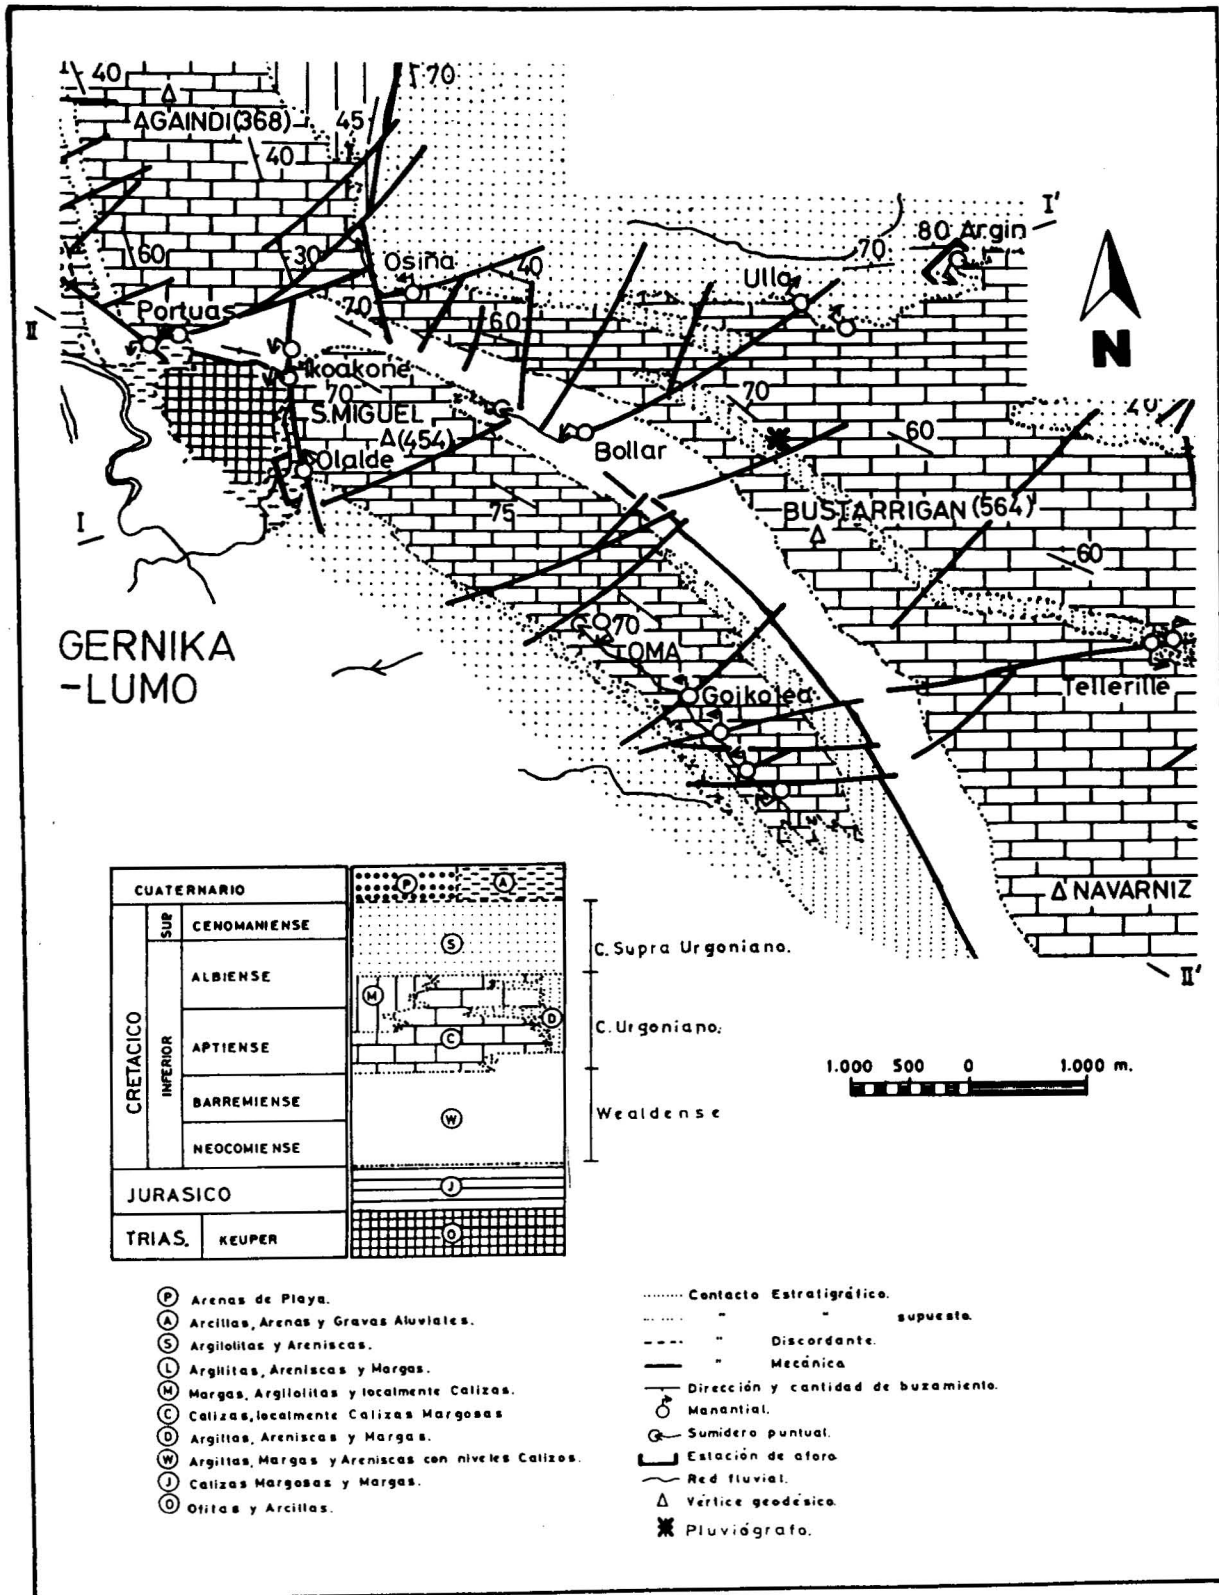 40
70
AGAINDI(368)
45
40
I'
80 Argin
60
30
Osiña
40
70
Ulla
Portuas
70
60
II
N
Ikoakone
70
70
40
S.MIGUEL
(454)
60
Bollar
Olalde
75
BUSTARRIGAN (564)
I
60
70
GERNIKA
-LUMO
TOMA
Goikolea
Tellerille
NAVARNIZ
II'
CUATERNARIO
P
A
CRETACICO
SUP
CENOMANIENSE
S
C. Supra Urgoniano.
INFERIOR
ALBIENSE
M
D
C. Urgoniano.
APTIENSE
C
BARREMIENSE
W
Wealdense
NEOCOMIENSE
JURASICO
J
TRIAS.
KEUPER
O
1.000 500 0 1.000 m.
P Arenas de Playa.
A Arcillas, Arenas y Gravas Aluviales.
S Argilolitas y Areniscas.
L Argilitas, Areniscas y Margas.
M Margas, Argilolitas y localmente Calizas.
C Calizas, localmente Calizas Margosas
D Argilitas, Areniscas y Margas.
W Argilitas, Margas y Areniscas con niveles Calizos.
J Calizas Margosas y Margas.
O Ofitas y Arcillas.
Contacto Estratigráfico.
" " supuesto.
" Discordante.
" Mecánica
Dirección y cantidad de buzamiento.
Manantial.
Sumidero puntual.
Estación de aforo
Red fluvial.
Vértice geodésico.
Pluviógrafo.